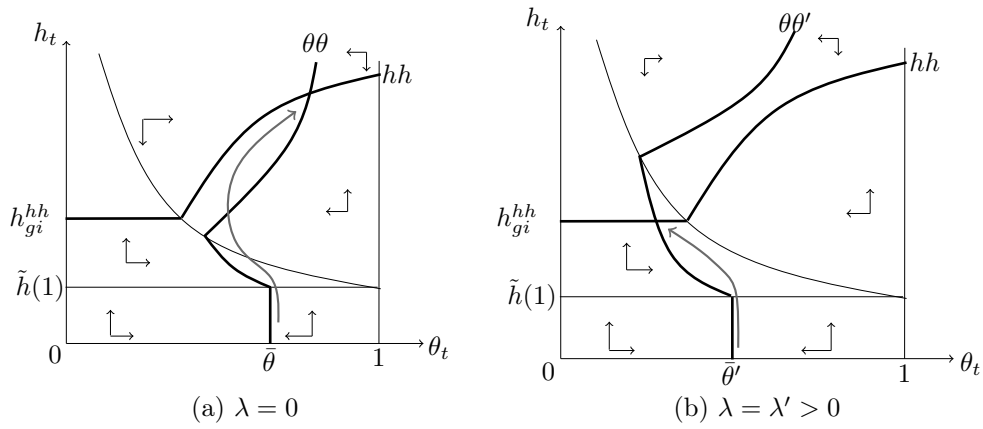 h_t
θθ
hh
h_{gi}^{hh}
h̃(1)
0
θ̄
1
θ_t
(a) λ = 0
h_t
θθ′
hh
h_{gi}^{hh}
h̃(1)
0
θ̄′
1
θ_t
(b) λ = λ′ > 0